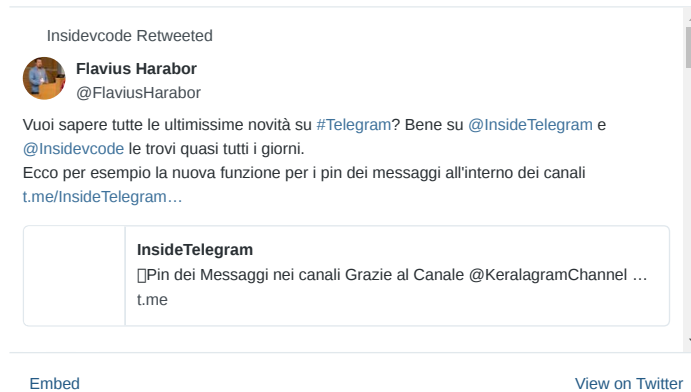 Insidevcode Retweeted
Flavius Harabor
@FlaviusHarabor
Vuoi sapere tutte le ultimissime novità su #Telegram? Bene su @InsideTelegram e
@Insidevcode le trovi quasi tutti i giorni.
Ecco per esempio la nuova funzione per i pin dei messaggi all'interno dei canali
t.me/InsideTelegram…
InsideTelegram
Pin dei Messaggi nei canali Grazie al Canale @KeralagramChannel …
t.me
Embed
View on Twitter